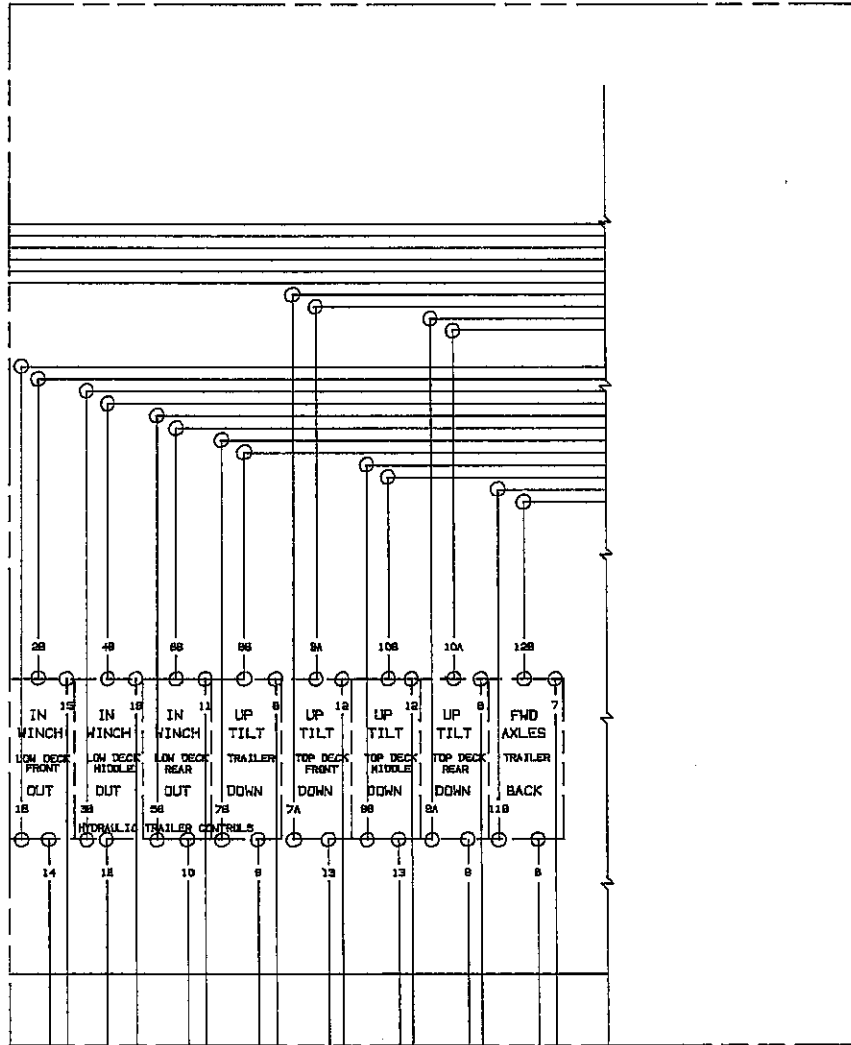 2B 4B 6B 8B 8A 10B 10A 12B
15 11 8 12 12 8 7
IN IN IN UP UP UP UP FWD
WINCH WINCH WINCH TILT TILT TILT TILT AXLES
LOW DECK LOW DECK LOW DECK TRAILER TOP DECK TOP DECK TOP DECK TRAILER
FRONT MIDDLE REAR FRONT MIDDLE REAR
OUT OUT OUT DOWN DOWN DOWN DOWN BACK
1B 3B 5B 7B 7A 9B 9A 11B
HYDRAULIC TRAILER CONTROLS
14 10 9 13 13 9 6